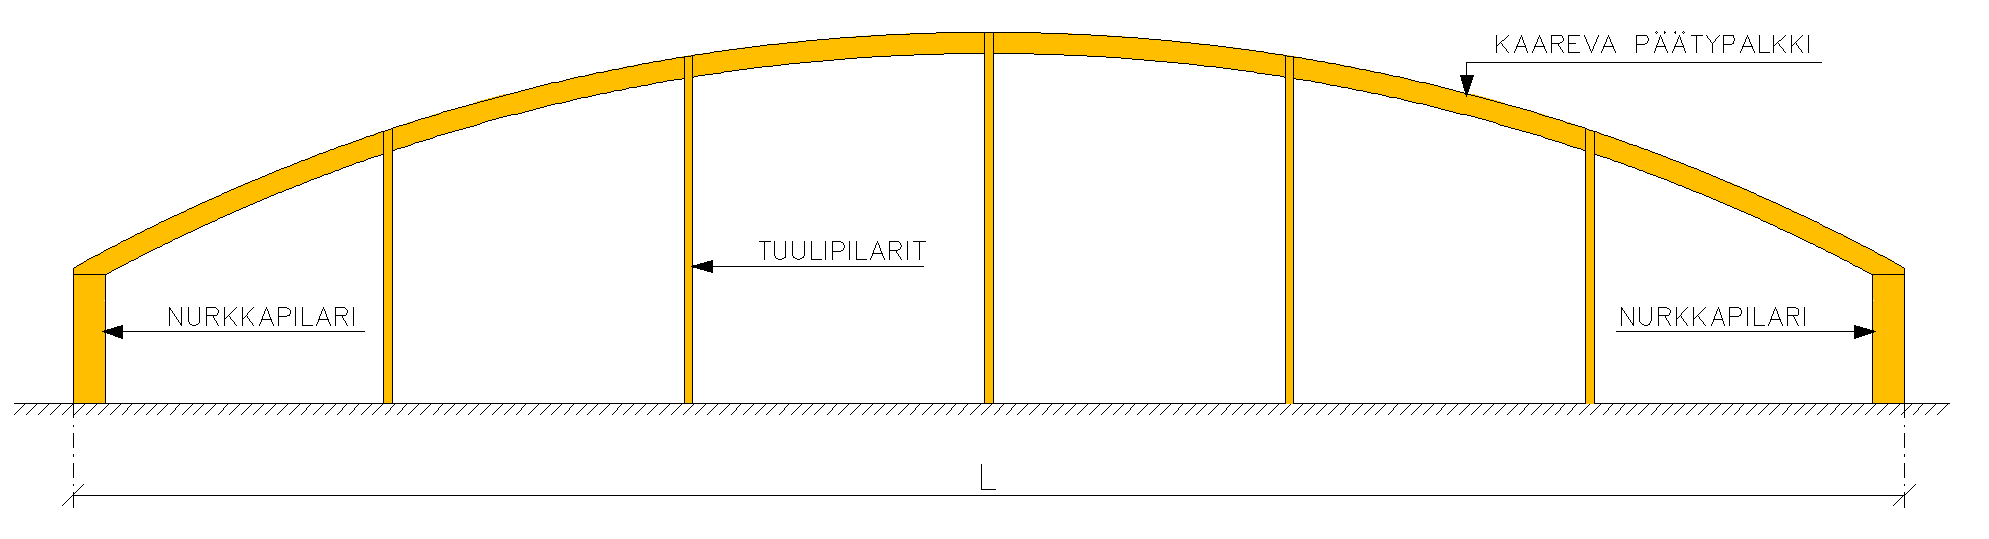 KAAREVA PÄÄTYPALKKI
TUULIPILARIT
NURKKAPILARI
NURKKAPILARI
L